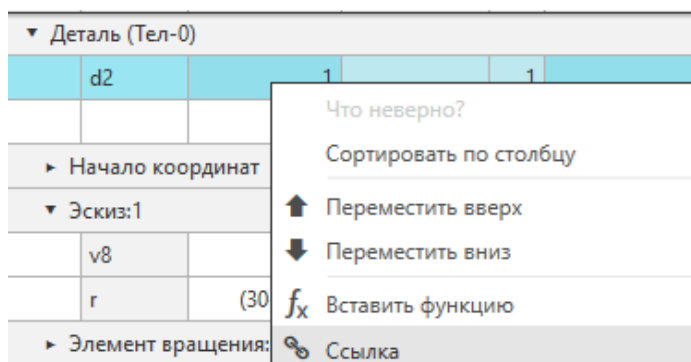 Деталь (Тел-0)
d2 1 1
Что неверно?
Сортировать по столбцу
Начало координат
Эскиз:1
Переместить вверх
Переместить вниз
v8
r (30
Вставить функцию
Элемент вращения:
Ссылка